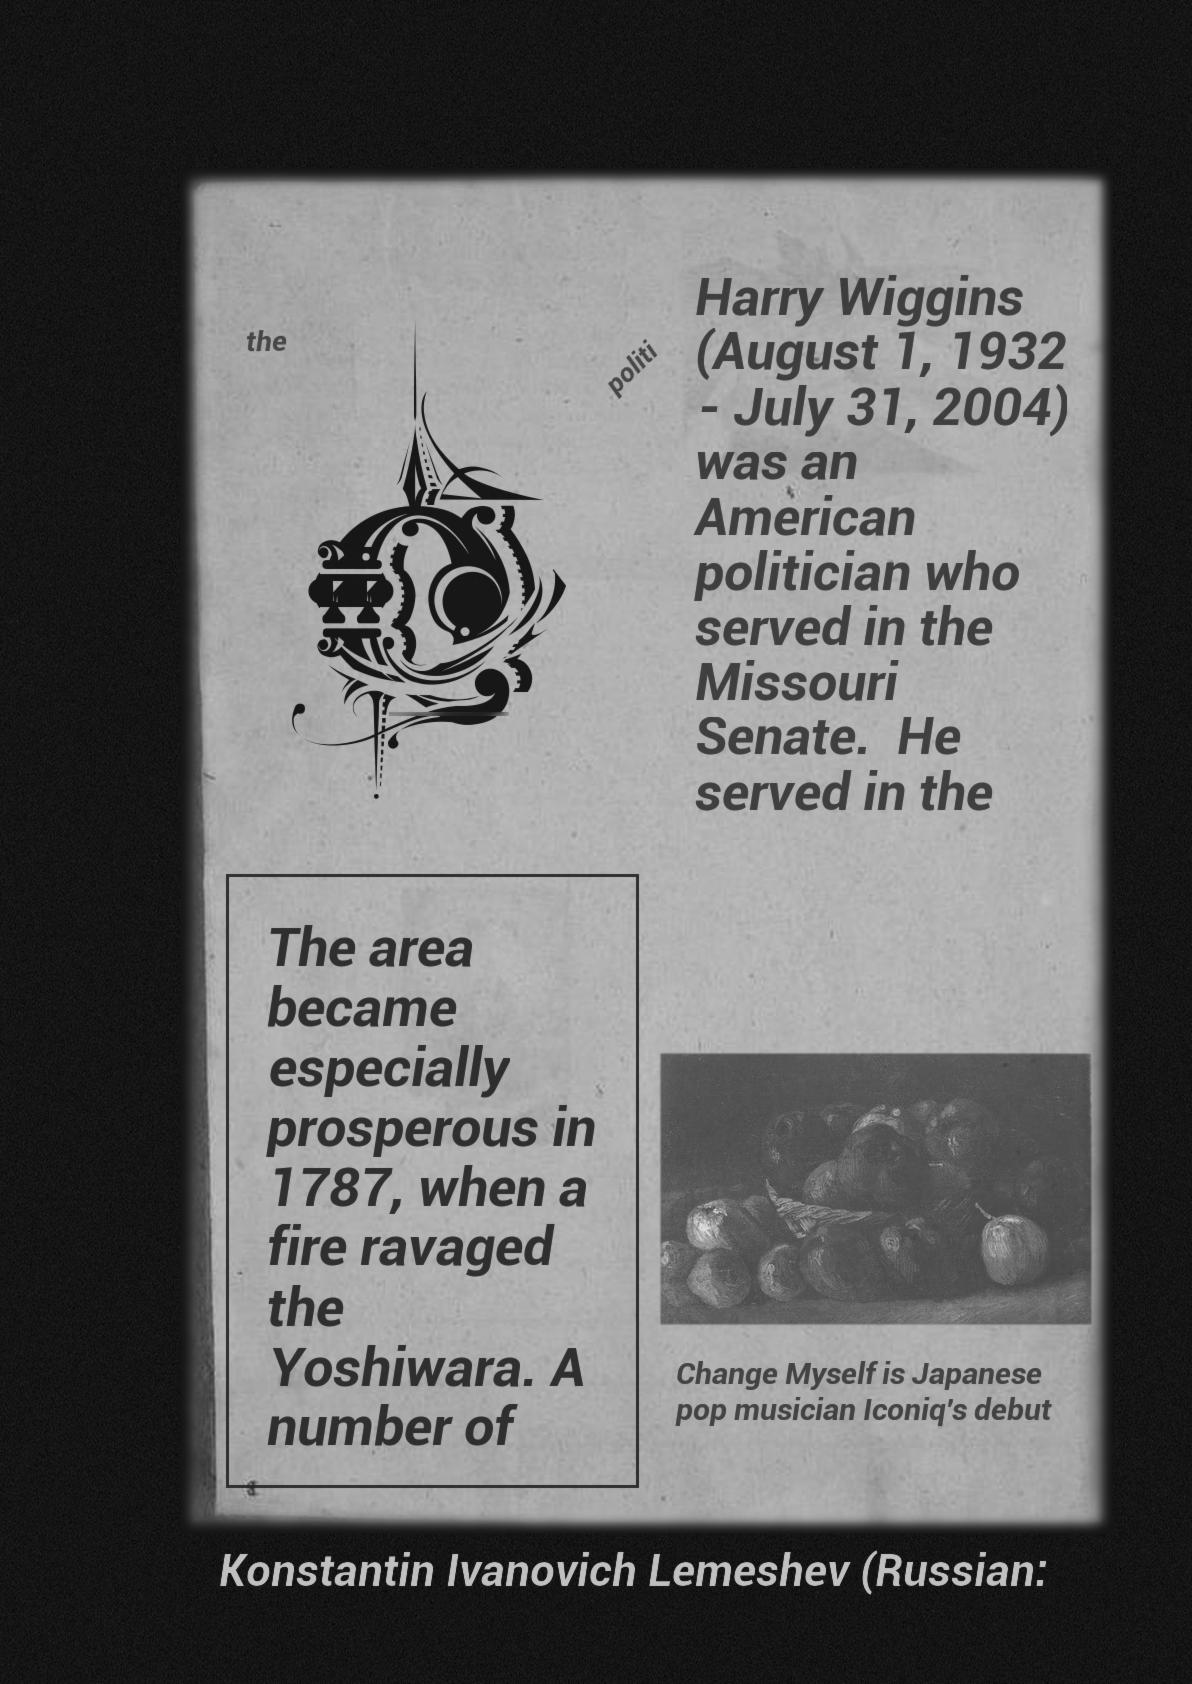 the
politi
Harry Wiggins
(August 1, 1932
- July 31, 2004)
was an
American
politician who
served in the
Missouri
Senate.  He
served in the
The area
became
especially
prosperous in
1787, when a
fire ravaged
the
Yoshiwara. A
number of
Change Myself is Japanese
pop musician Iconiq's debut
Konstantin Ivanovich Lemeshev (Russian: